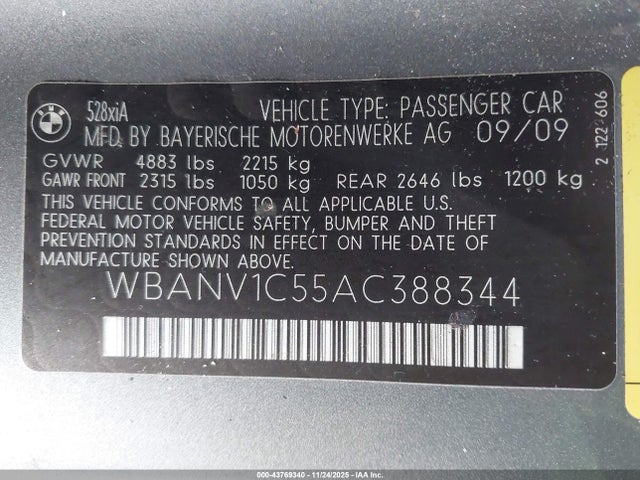 528xiA VEHICLE TYPE: PASSENGER CAR
MFD. BY BAYERISCHE MOTORENWERKE AG 09/09
GVWR 4883 lbs 2215 kg
GAWR FRONT 2315 lbs 1050 kg REAR 2646 lbs 1200 kg
THIS VEHICLE CONFORMS TO ALL APPLICABLE U.S.
FEDERAL MOTOR VEHICLE SAFETY, BUMPER AND THEFT
PREVENTION STANDARDS IN EFFECT ON THE DATE OF
MANUFACTURE SHOWN ABOVE.
WBANV1C55AC388344
2 122 606
000-43769340 - 11/24/2025 - IAA Inc.